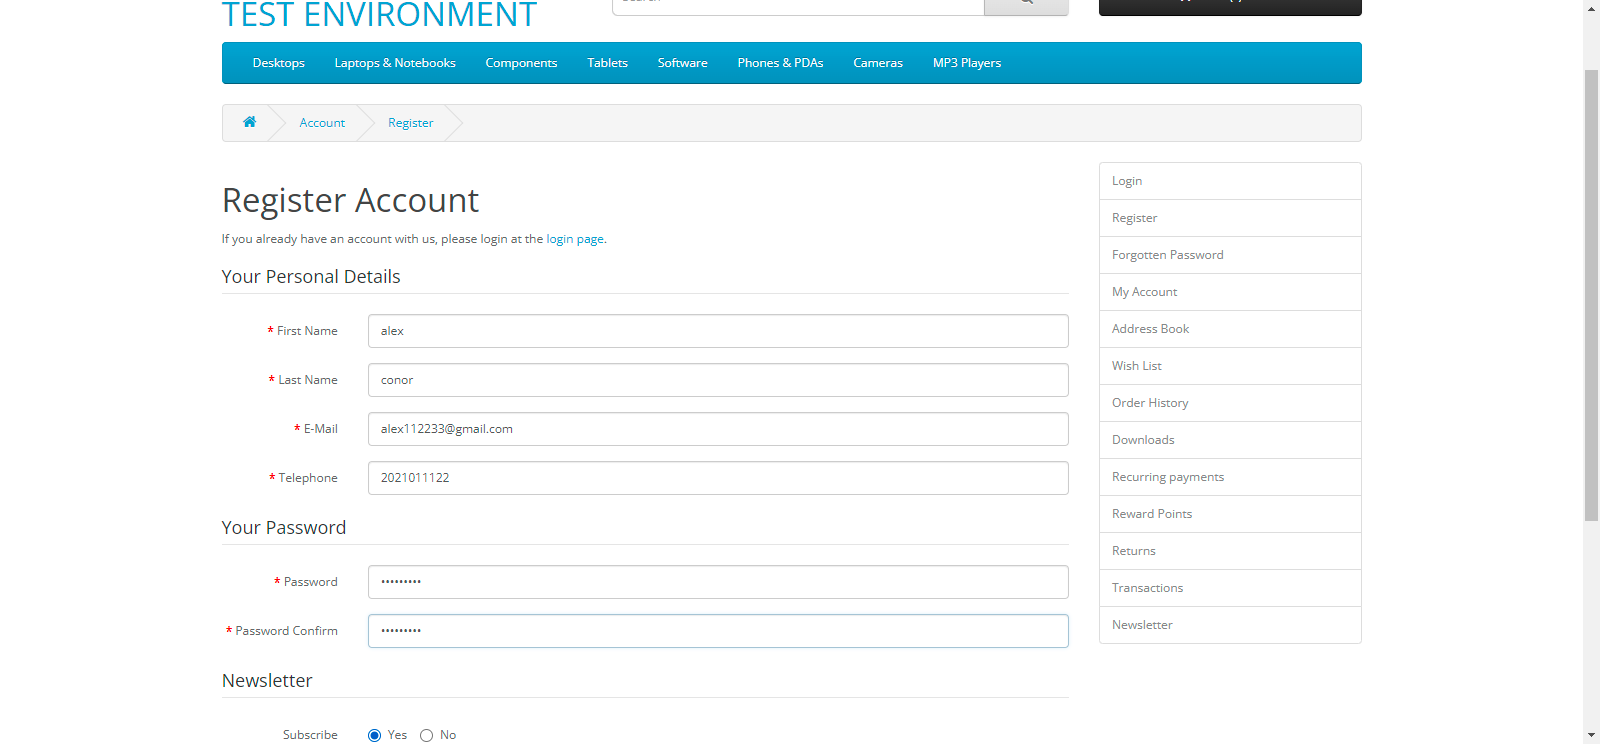 TEST ENVIRONMENT
Desktops Laptops & Notebooks Components Tablets Software Phones & PDAs Cameras MP3 Players
Account Register
Register Account
If you already have an account with us, please login at the login page.
Your Personal Details
* First Name alex
* Last Name conor
* E-Mail alex112233@gmail.com
* Telephone 2021011122
Your Password
* Password •••••••••
* Password Confirm •••••••••
Newsletter
Subscribe Yes No
Login
Register
Forgotten Password
My Account
Address Book
Wish List
Order History
Downloads
Recurring payments
Reward Points
Returns
Transactions
Newsletter